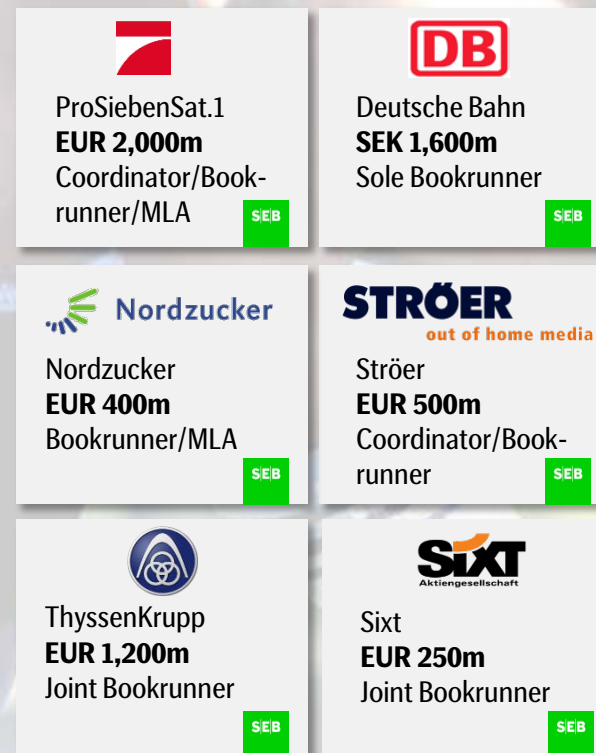 ProSiebenSat.1
EUR 2,000m
Coordinator/Book-
runner/MLA
SEB
DB
Deutsche Bahn
SEK 1,600m
Sole Bookrunner
SEB
Nordzucker
Nordzucker
EUR 400m
Bookrunner/MLA
SEB
STRÖER
out of home media
Ströer
EUR 500m
Coordinator/Book-
runner
SEB
ThyssenKrupp
EUR 1,200m
Joint Bookrunner
SEB
SIXT
Aktiengesellschaft
Sixt
EUR 250m
Joint Bookrunner
SEB